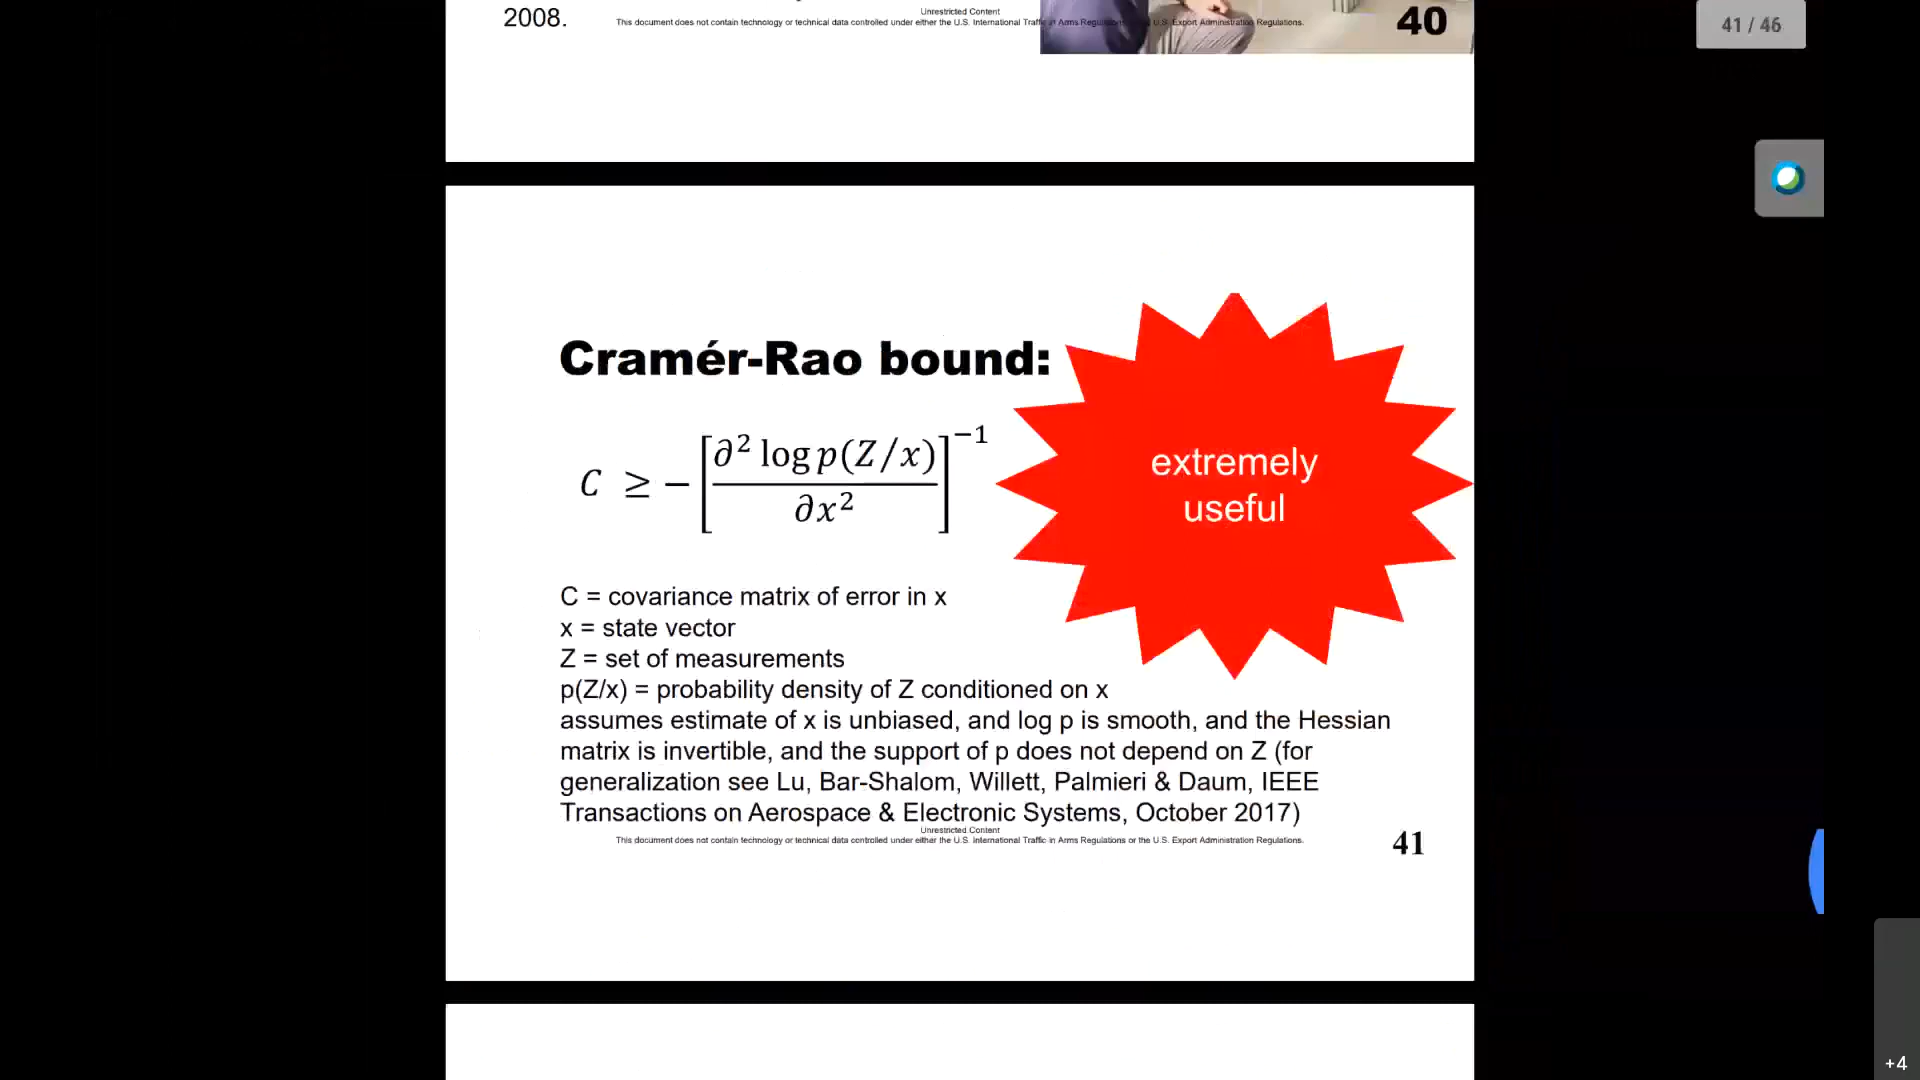 2008.
Unrestricted Content
This document does not contain technology or technical data controlled under either the U.S. International Traffic in Arms Regulations U.S. Export Administration Regulations.
40
41 / 46
Cramér-Rao bound:
C ≥ − [∂² log p(Z/x) / ∂x²]⁻¹
extremely
useful
C = covariance matrix of error in x
x = state vector
Z = set of measurements
p(Z/x) = probability density of Z conditioned on x
assumes estimate of x is unbiased, and log p is smooth, and the Hessian
matrix is invertible, and the support of p does not depend on Z (for
generalization see Lu, Bar-Shalom, Willett, Palmieri & Daum, IEEE
Transactions on Aerospace & Electronic Systems, October 2017)
Unrestricted Content
This document does not contain technology or technical data controlled under either the U.S. International Traffic in Arms Regulations or the U.S. Export Administration Regulations.
41
+4